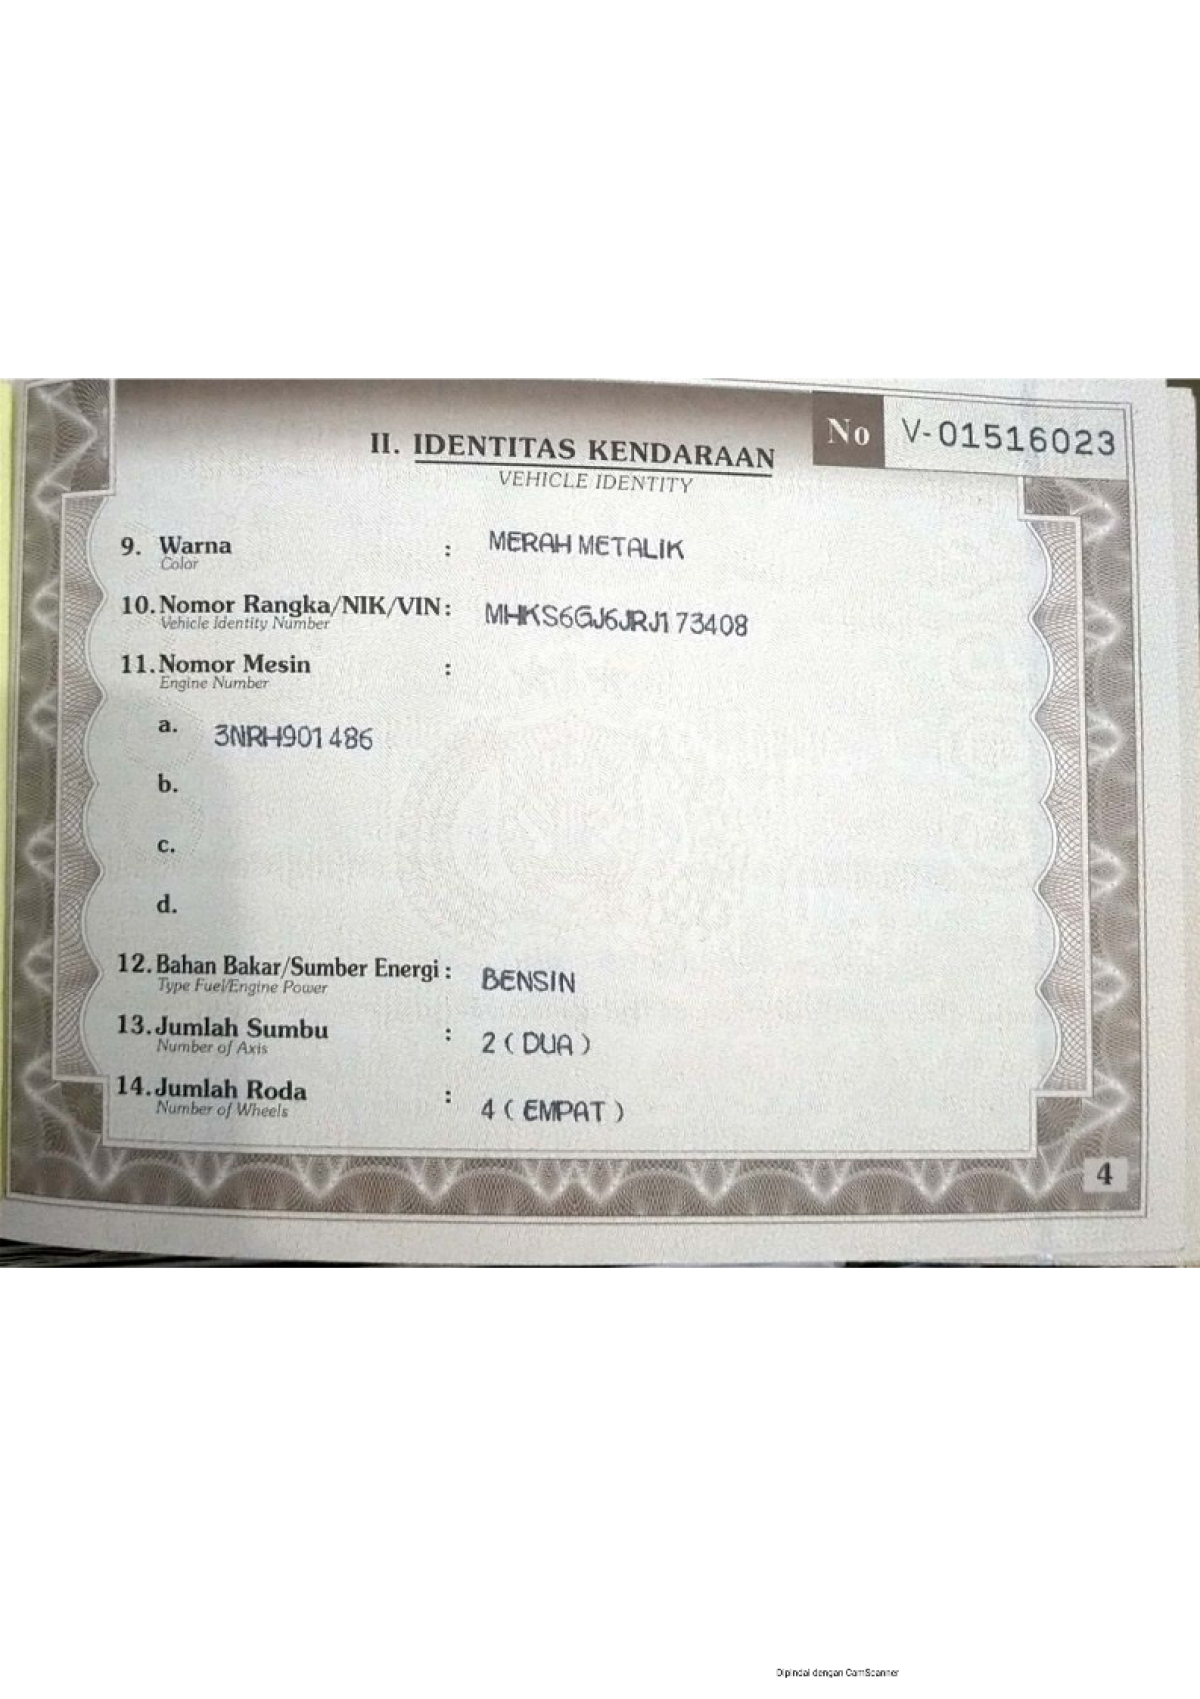 No V-01516023
II. IDENTITAS KENDARAAN
VEHICLE IDENTITY
9. Warna : MERAH METALIK
Color
10. Nomor Rangka/NIK/VIN : MHKS6GJ6JRJ173408
Vehicle Identity Number
11. Nomor Mesin :
Engine Number
a. 3NRH901486
b.
c.
d.
12. Bahan Bakar/Sumber Energi : BENSIN
Type Fuel/Engine Power
13. Jumlah Sumbu : 2 ( DUA )
Number of Axis
14. Jumlah Roda : 4 ( EMPAT )
Number of Wheels
4
Dipindai dengan CamScanner